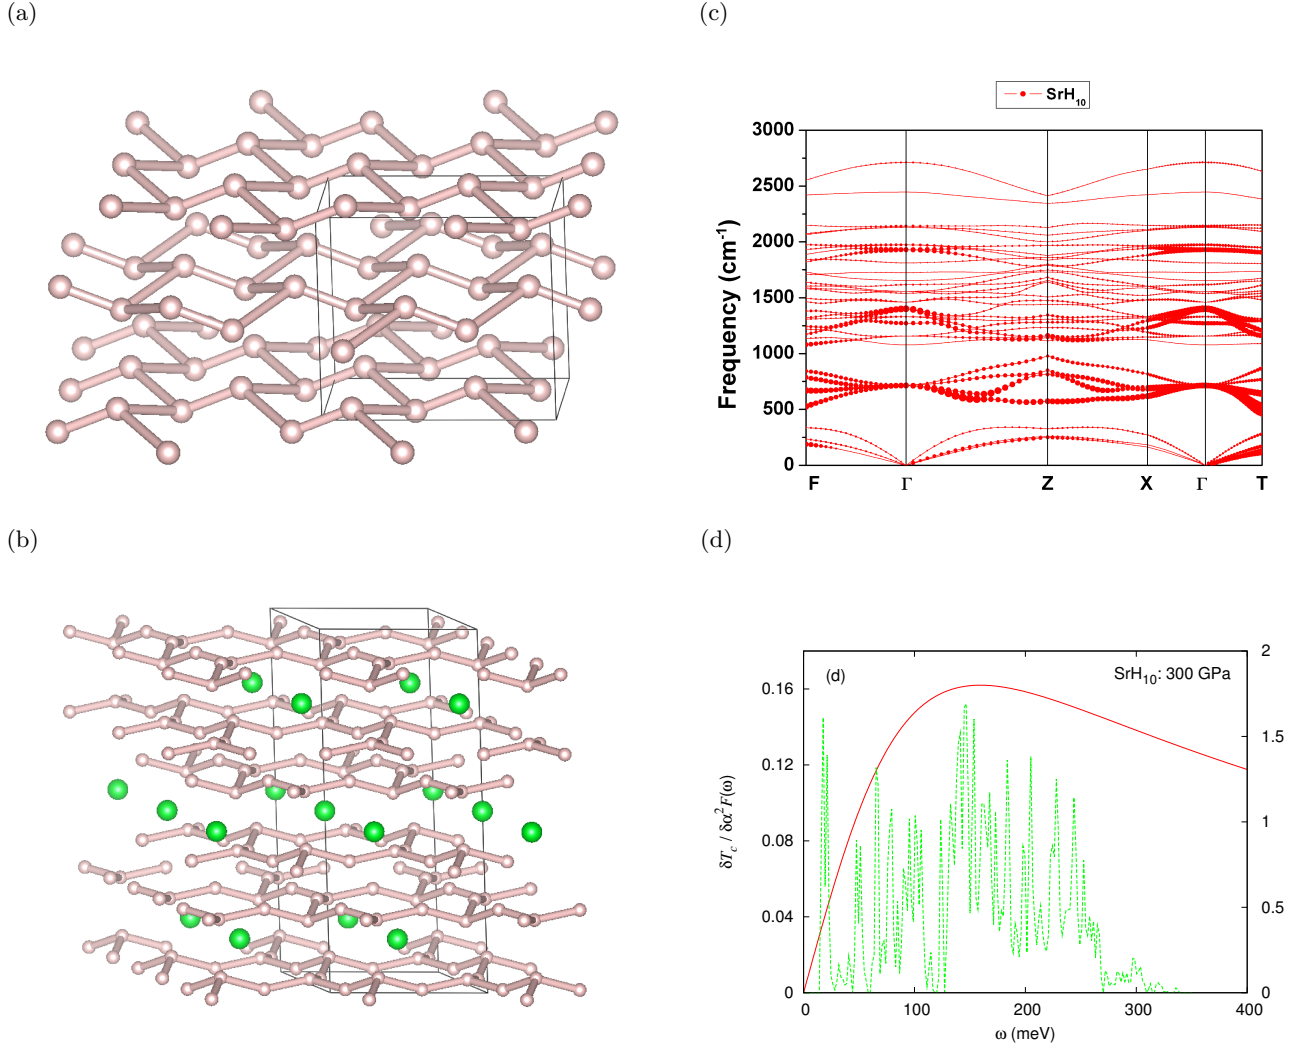 (a)
(c)
SrH10
3000
2500
2000
1500
1000
500
0
Frequency (cm-1)
F Γ Z X Γ T
(b)
(d)
(d)
SrH10: 300 GPa
0.16
0.12
0.08
0.04
0
δTc / δα2F(ω)
2
1.5
1
0.5
0
0 100 200 300 400
ω (meV)